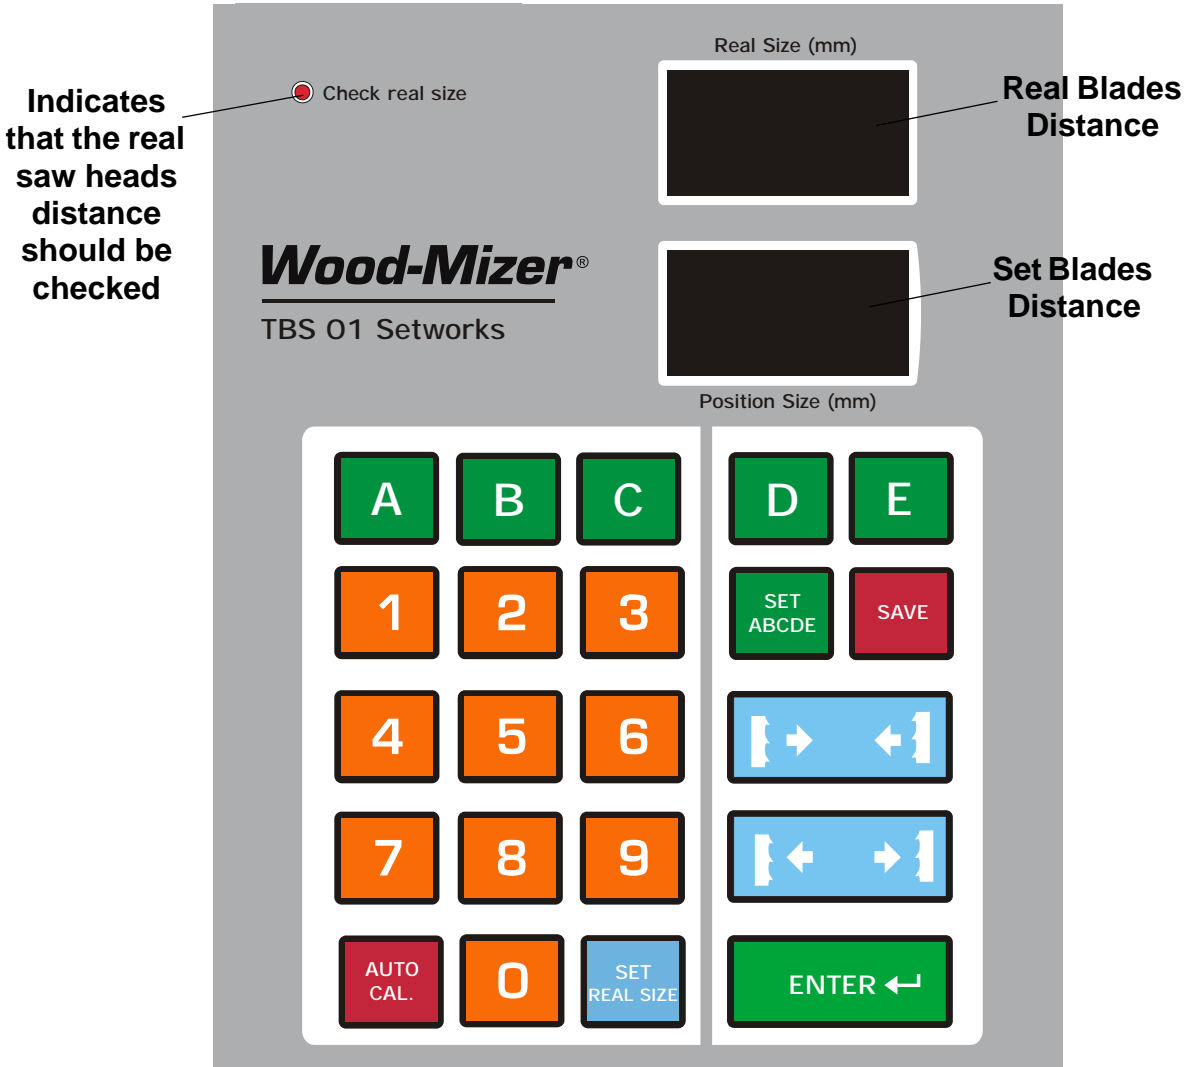 Real Size (mm)
Check real size
Indicates
that the real
saw heads
distance
should be
checked
Real Blades
Distance
Wood-Mizer®
TBS 01 Setworks
Set Blades
Distance
Position Size (mm)
A B C D E
1 2 3
SET
ABCDE
SAVE
4 5 6
7 8 9
AUTO
CAL.
0
SET
REAL SIZE
ENTER